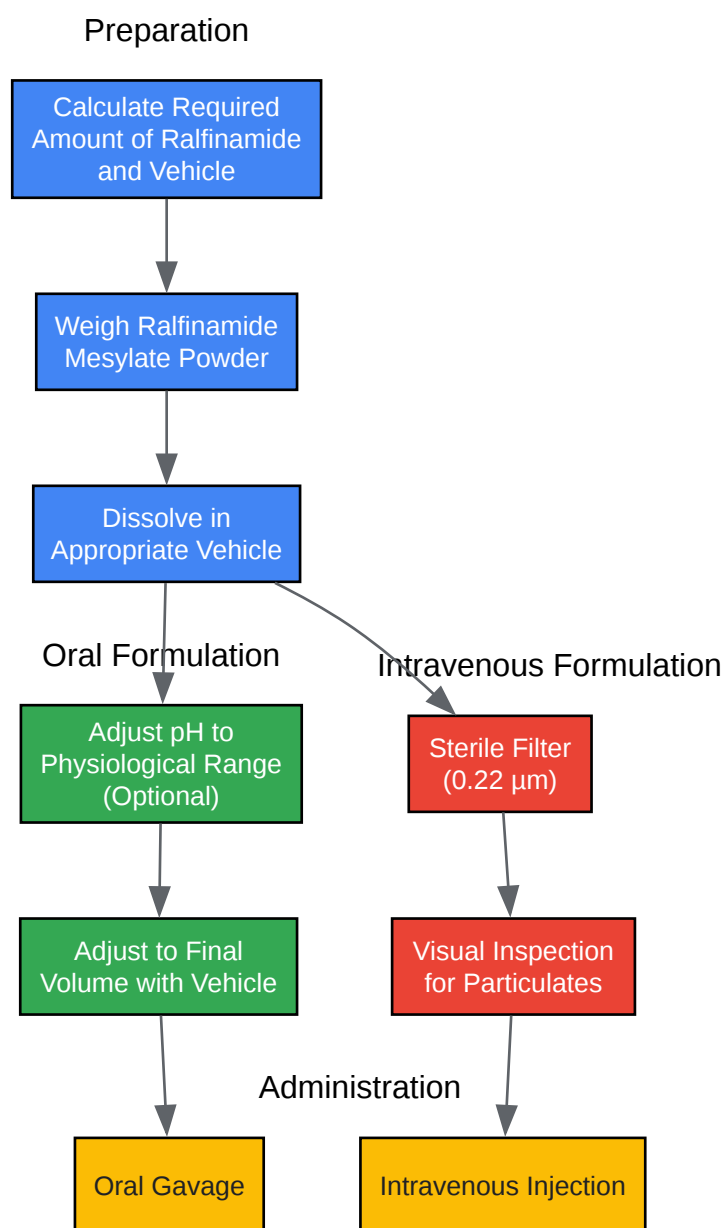 Preparation
Calculate Required
Amount of Ralfinamide
and Vehicle
Weigh Ralfinamide
Mesylate Powder
Dissolve in
Appropriate Vehicle
Oral Formulation
Intravenous Formulation
Adjust pH to
Physiological Range
(Optional)
Sterile Filter
(0.22 µm)
Adjust to Final
Volume with Vehicle
Visual Inspection
for Particulates
Administration
Oral Gavage
Intravenous Injection